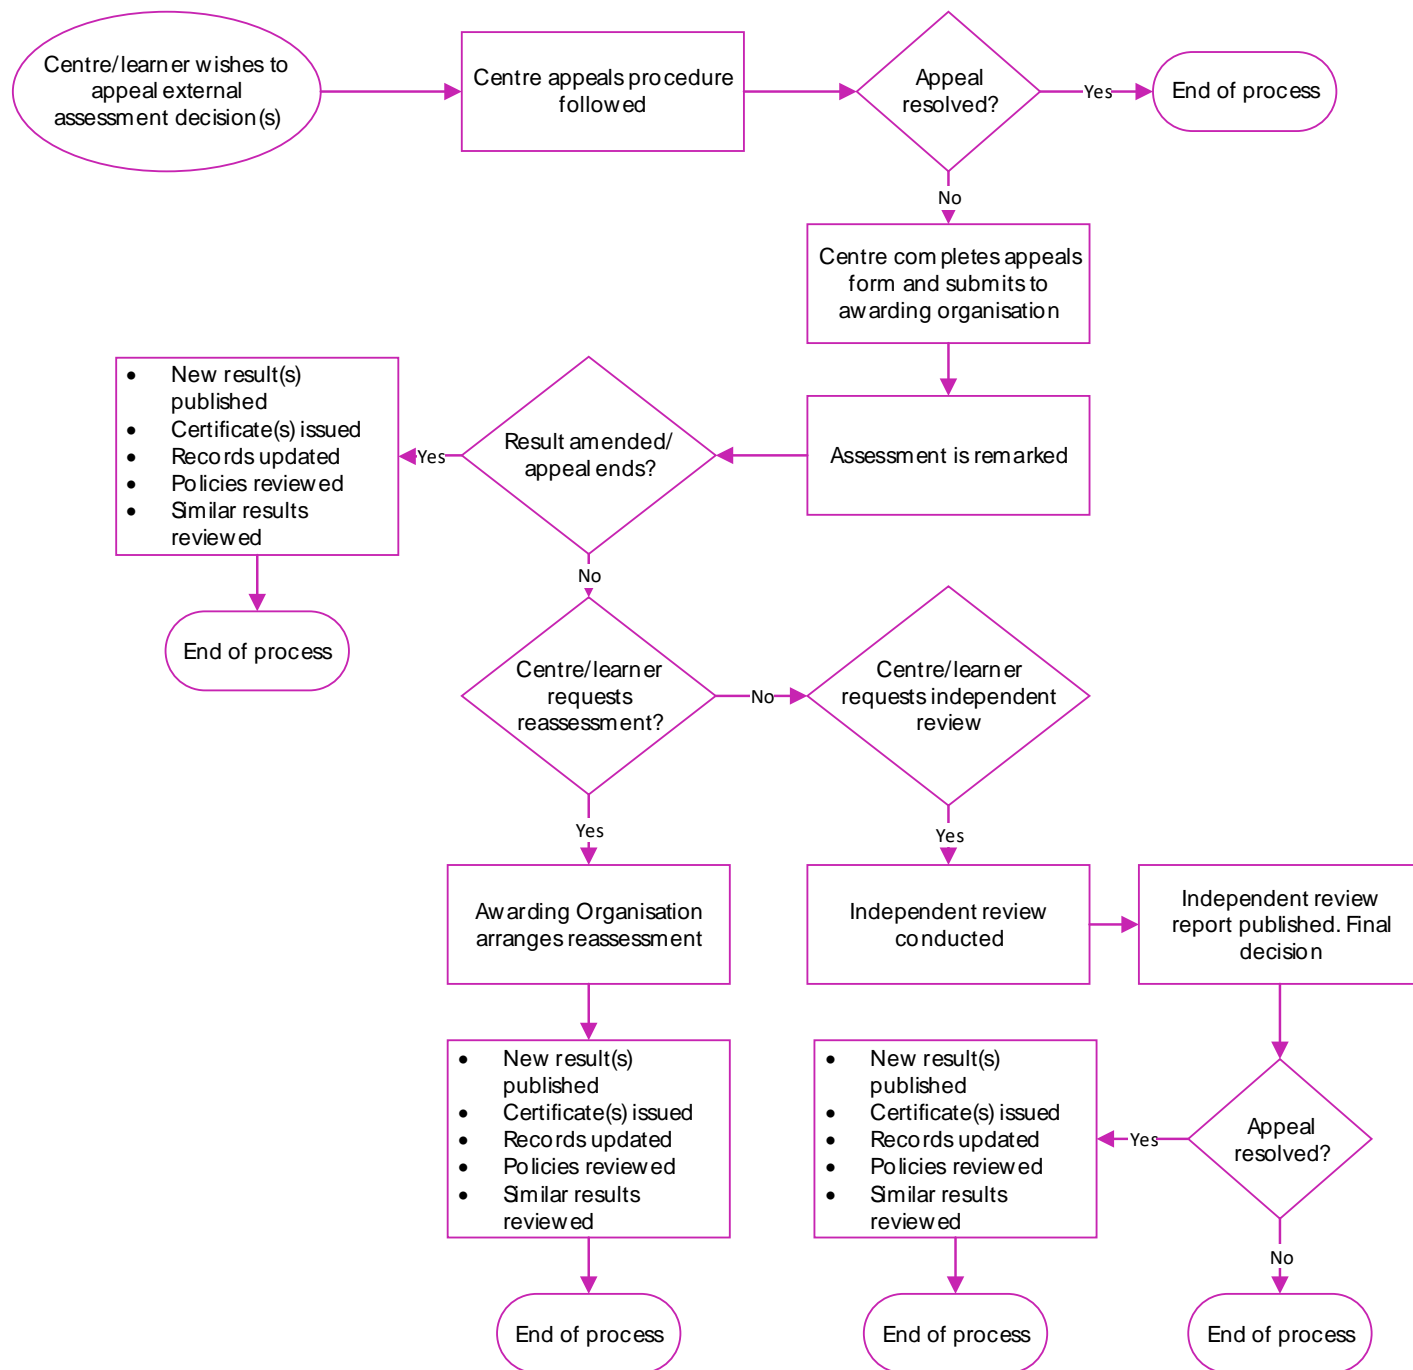 Centre/learner wishes to
appeal external
assessment decision(s)
Centre appeals procedure
followed
Appeal
resolved?
Yes
End of process
No
Centre completes appeals
form and submits to
awarding organisation
Assessment is remarked
Result amended/
appeal ends?
Yes
• New result(s)
published
• Certificate(s) issued
• Records updated
• Policies reviewed
• Similar results
reviewed
End of process
No
Centre/learner
requests
reassessment?
No
Centre/learner
requests independent
review
Yes
Awarding Organisation
arranges reassessment
• New result(s)
published
• Certificate(s) issued
• Records updated
• Policies reviewed
• Similar results
reviewed
End of process
Yes
Independent review
conducted
Independent review
report published. Final
decision
Appeal
resolved?
Yes
• New result(s)
published
• Certificate(s) issued
• Records updated
• Policies reviewed
• Similar results
reviewed
End of process
No
End of process